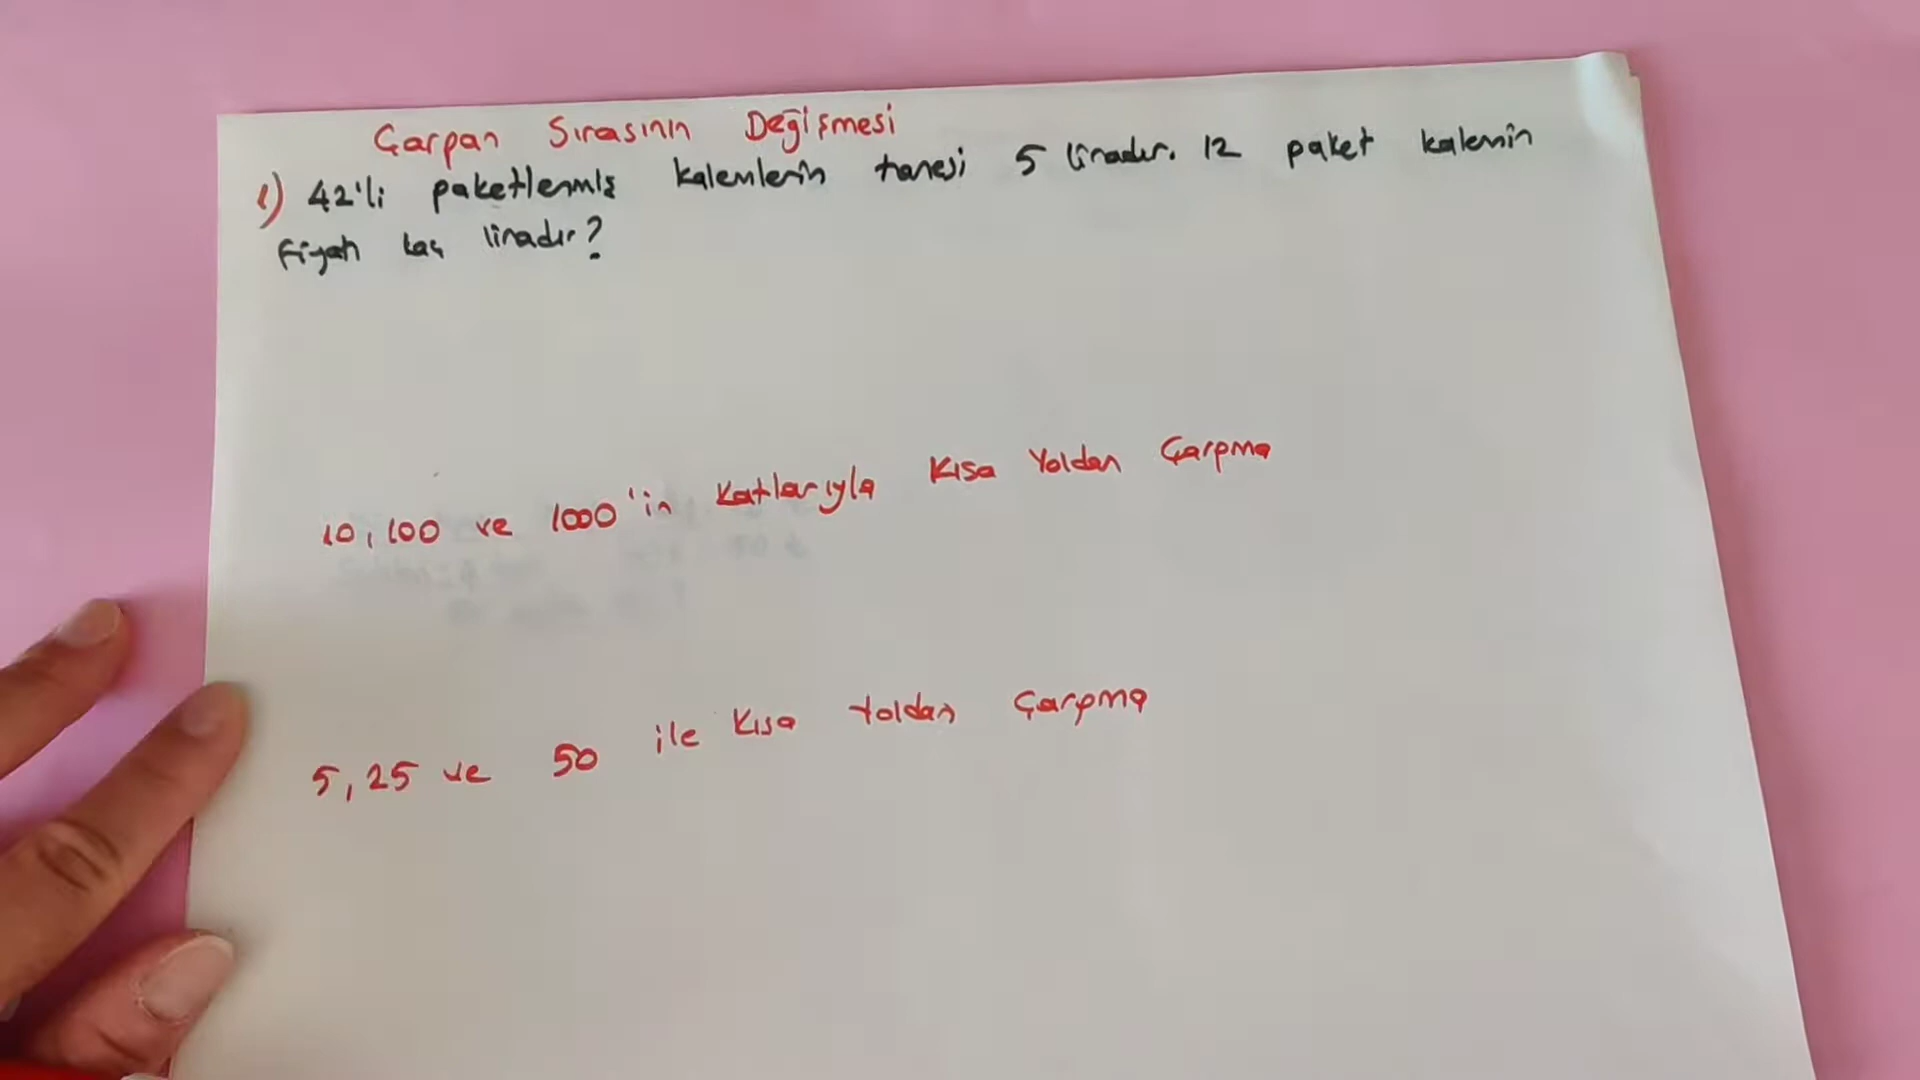 Çarpan Sırasının Değişmesi
1) 42'li paketlenmiş kalemlerin tanesi 5 liradır. 12 paket kalemin
fiyatı kaç liradır?
10, 100 ve 1000'in Katlarıyla Kısa Yoldan Çarpma
5, 25 ve 50 ile Kısa Yoldan Çarpma